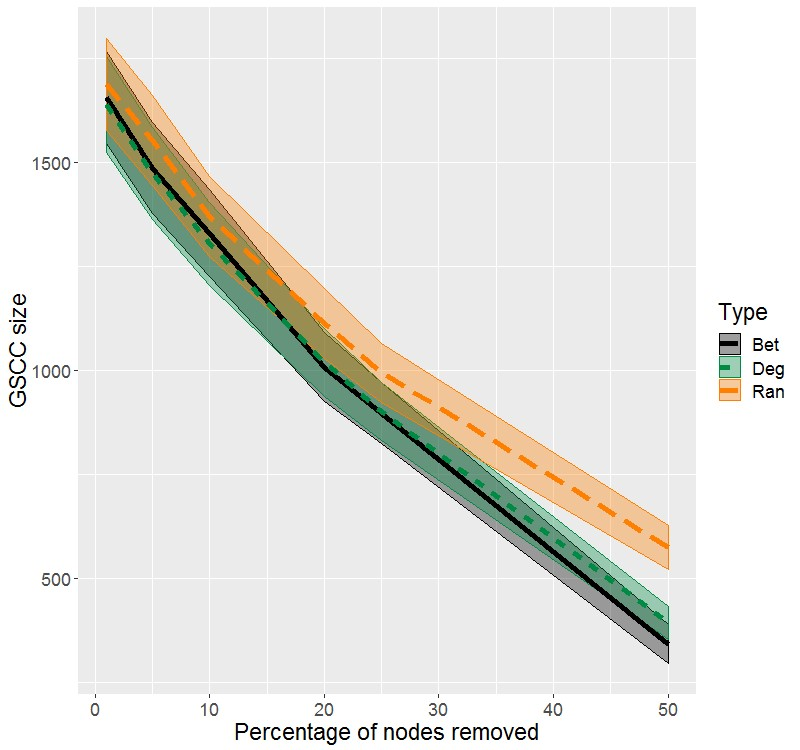 1500
1000
500
GSCC size
0 10 20 30 40 50
Percentage of nodes removed
Type
Bet
Deg
Ran